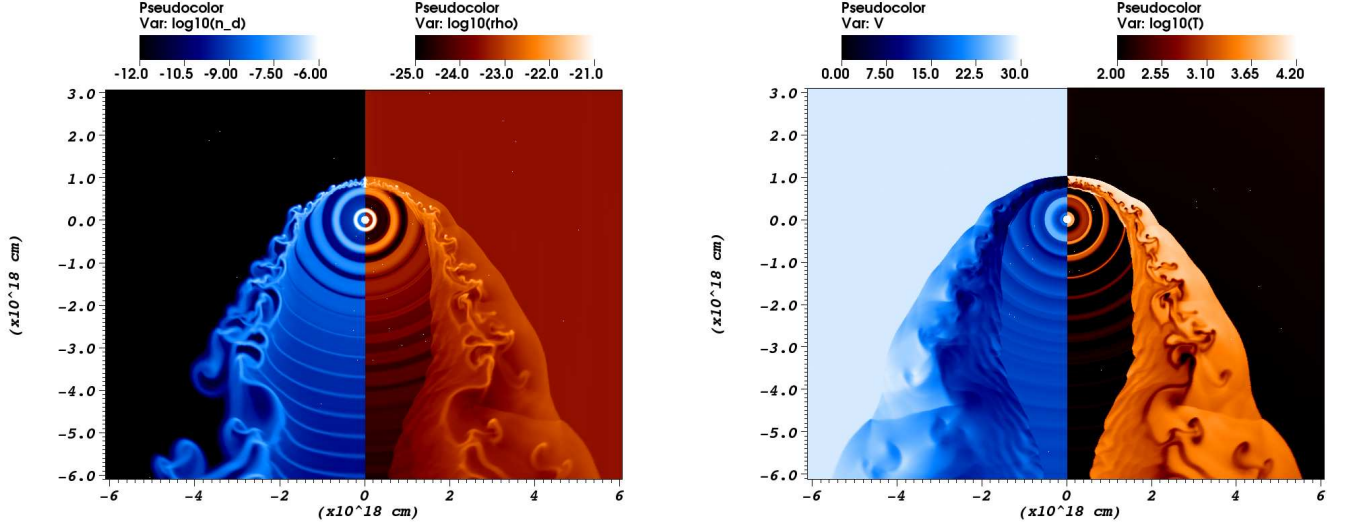 Pseudocolor
Var: log10(n_d)
-12.0 -10.5 -9.00 -7.50 -6.00
Pseudocolor
Var: log10(rho)
-25.0 -24.0 -23.0 -22.0 -21.0
3.0
2.0
1.0
0.0
-1.0
-2.0
-3.0
-4.0
-5.0
-6.0
(x10^18 cm)
-6 -4 -2 0 2 4 6
(x10^18 cm)
Pseudocolor
Var: V
0.00 7.50 15.0 22.5 30.0
Pseudocolor
Var: log10(T)
2.00 2.55 3.10 3.65 4.20
3.0
2.0
1.0
0.0
-1.0
-2.0
-3.0
-4.0
-5.0
-6.0
(x10^18 cm)
-6 -4 -2 0 2 4 6
(x10^18 cm)